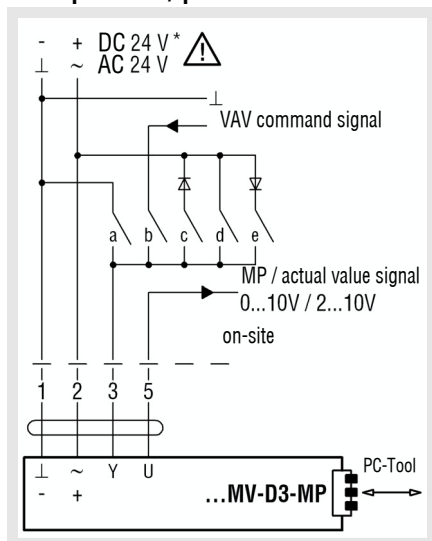 - + DC 24 V *
⊥ ~ AC 24 V
⊥
VAV command signal
a b c d e
MP / actual value signal
0...10V / 2...10V
on-site
1 2 3 5
⊥ ~ Y U
- +
...MV-D3-MP
PC-Tool